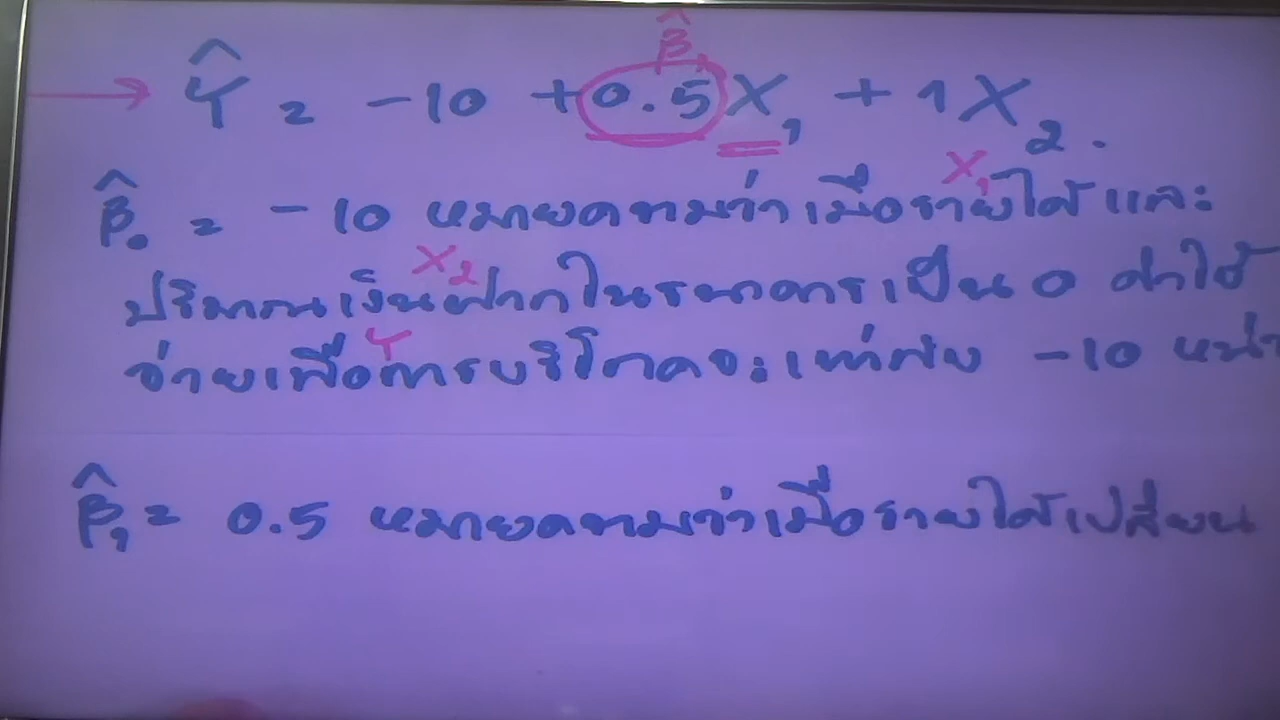 β̂₁
Ŷ = -10 + 0.5X₁ + 1X₂.
X₁
β̂₀ = -10 หมายความว่าเมื่อรายได้และ
X₂
ปริมาณเงินฝากในธนาคารเป็น 0 ค่าใช้
Y
จ่ายเพื่อการบริโภคจะเท่ากับ -10 หน่ว
β̂₁ = 0.5 หมายความว่าเมื่อรายได้เปลี่ยน